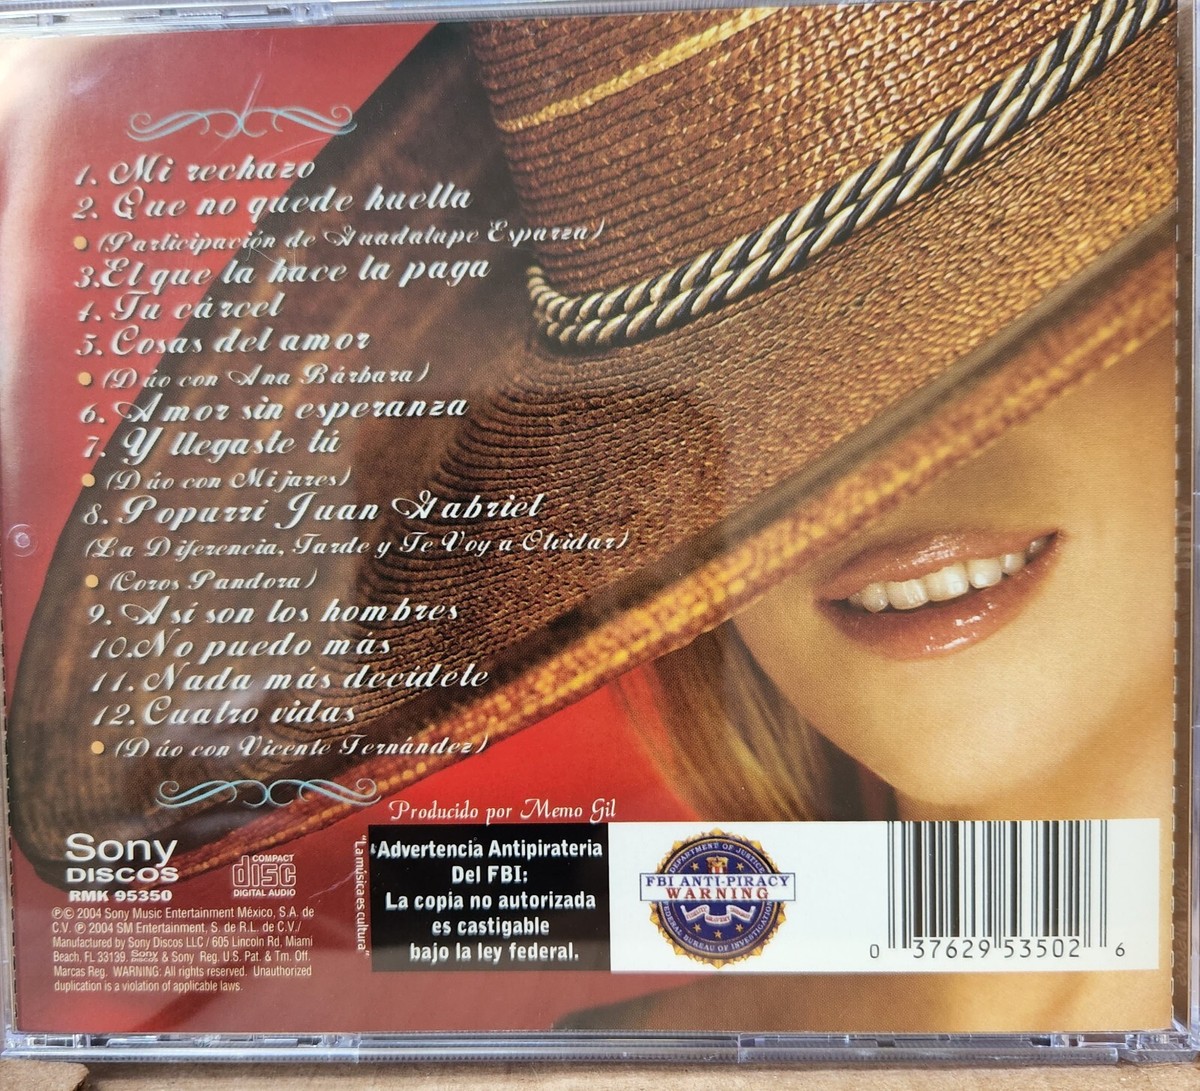 1. Mi rechazo
2. Que no quede huella
(Participación de Guadalupe Esparza)
3. El que la hace la paga
4. Tu cárcel
5. Cosas del amor
(Dúo con Ana Bárbara)
6. Amor sin esperanza
7. Y llegaste tú
(Dúo con Mijares)
8. Popurrí Juan Gabriel
(La Diferencia, Tarde y Te Voy a Olvidar)
(Coros Pandora)
9. Así son los hombres
10. No puedo más
11. Nada más decídete
12. Cuatro vidas
(Dúo con Vicente Fernández)
Producido por Memo Gil
Sony
DISCOS
RMK 95350
COMPACT
disc
DIGITAL AUDIO
℗© 2004 Sony Music Entertainment México, S.A. de
C.V. ℗ 2004 SM Entertainment, S. de R.L. de C.V./
Manufactured by Sony Discos LLC / 605 Lincoln Rd, Miami
Beach, FL 33139. Sony Discos & Sony Reg. U.S. Pat. & Tm. Off.
Marcas Reg. WARNING: All rights reserved. Unauthorized
duplication is a violation of applicable laws.
"La música es cultura"
Advertencia Antipirateria
Del FBI:
La copia no autorizada
es castigable
bajo la ley federal.
DEPARTMENT OF JUSTICE
FBI ANTI-PIRACY
WARNING
FEDERAL BUREAU OF INVESTIGATION
0 37629 53502 6